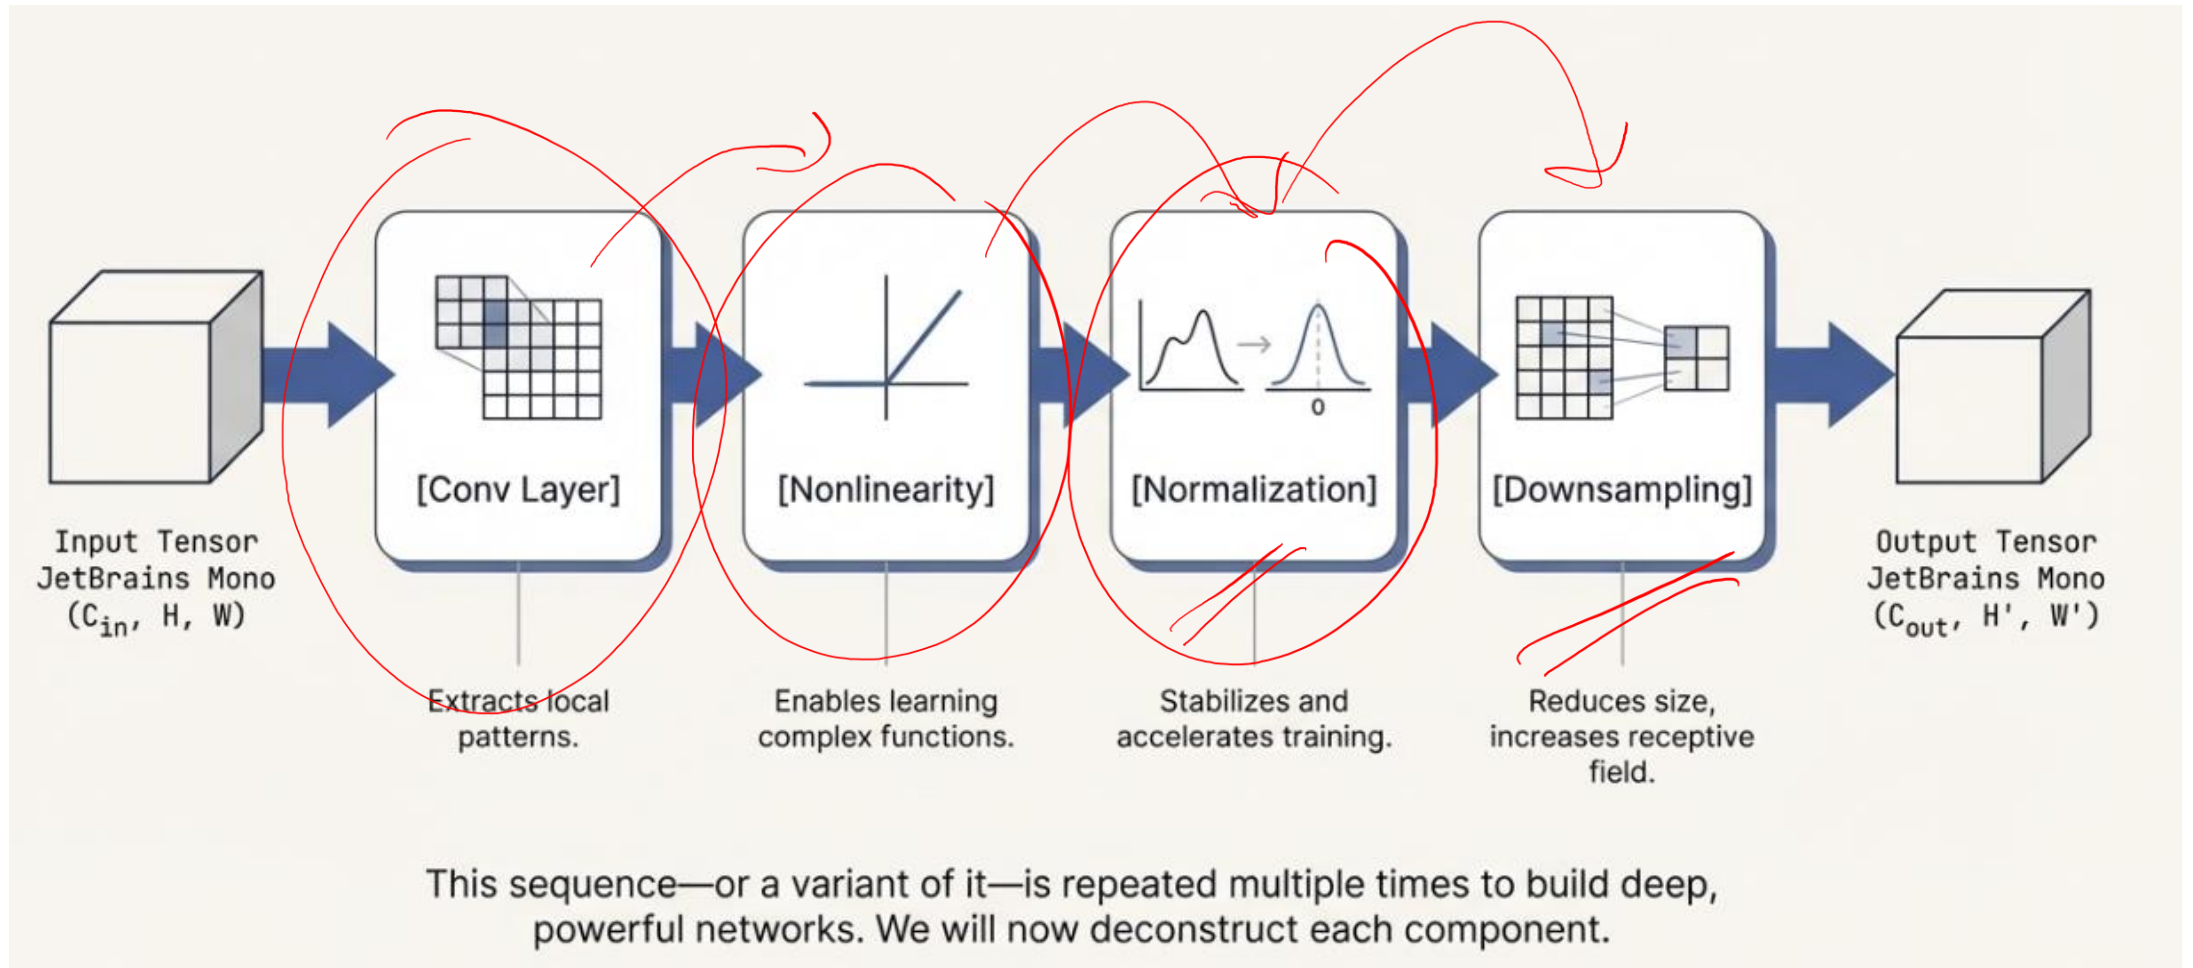 [Conv Layer]
[Nonlinearity]
[Normalization]
[Downsampling]
0
Input Tensor
JetBrains Mono
(C_in, H, W)
Output Tensor
JetBrains Mono
(C_out, H', W')
Extracts local
patterns.
Enables learning
complex functions.
Stabilizes and
accelerates training.
Reduces size,
increases receptive
field.
This sequence—or a variant of it—is repeated multiple times to build deep,
powerful networks. We will now deconstruct each component.